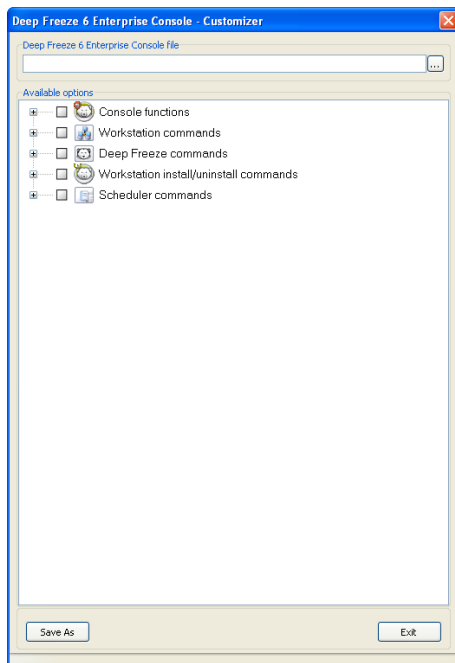 Deep Freeze 6 Enterprise Console - Customizer
Deep Freeze 6 Enterprise Console file
...
Available options
Console functions
Workstation commands
Deep Freeze commands
Workstation install/uninstall commands
Scheduler commands
Save As
Exit